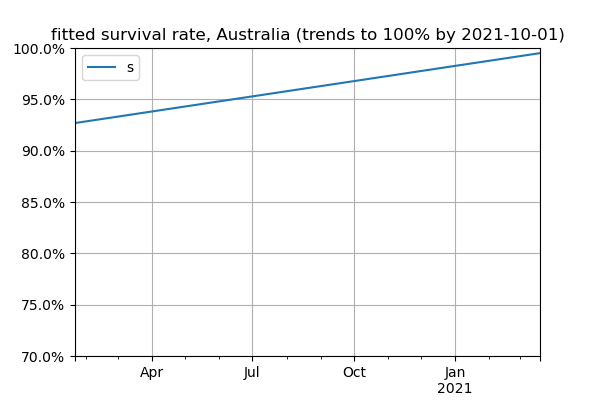 fitted survival rate, Australia (trends to 100% by 2021-10-01)
100.0%
s
95.0%
90.0%
85.0%
80.0%
75.0%
70.0%
Apr Jul Oct Jan
2021